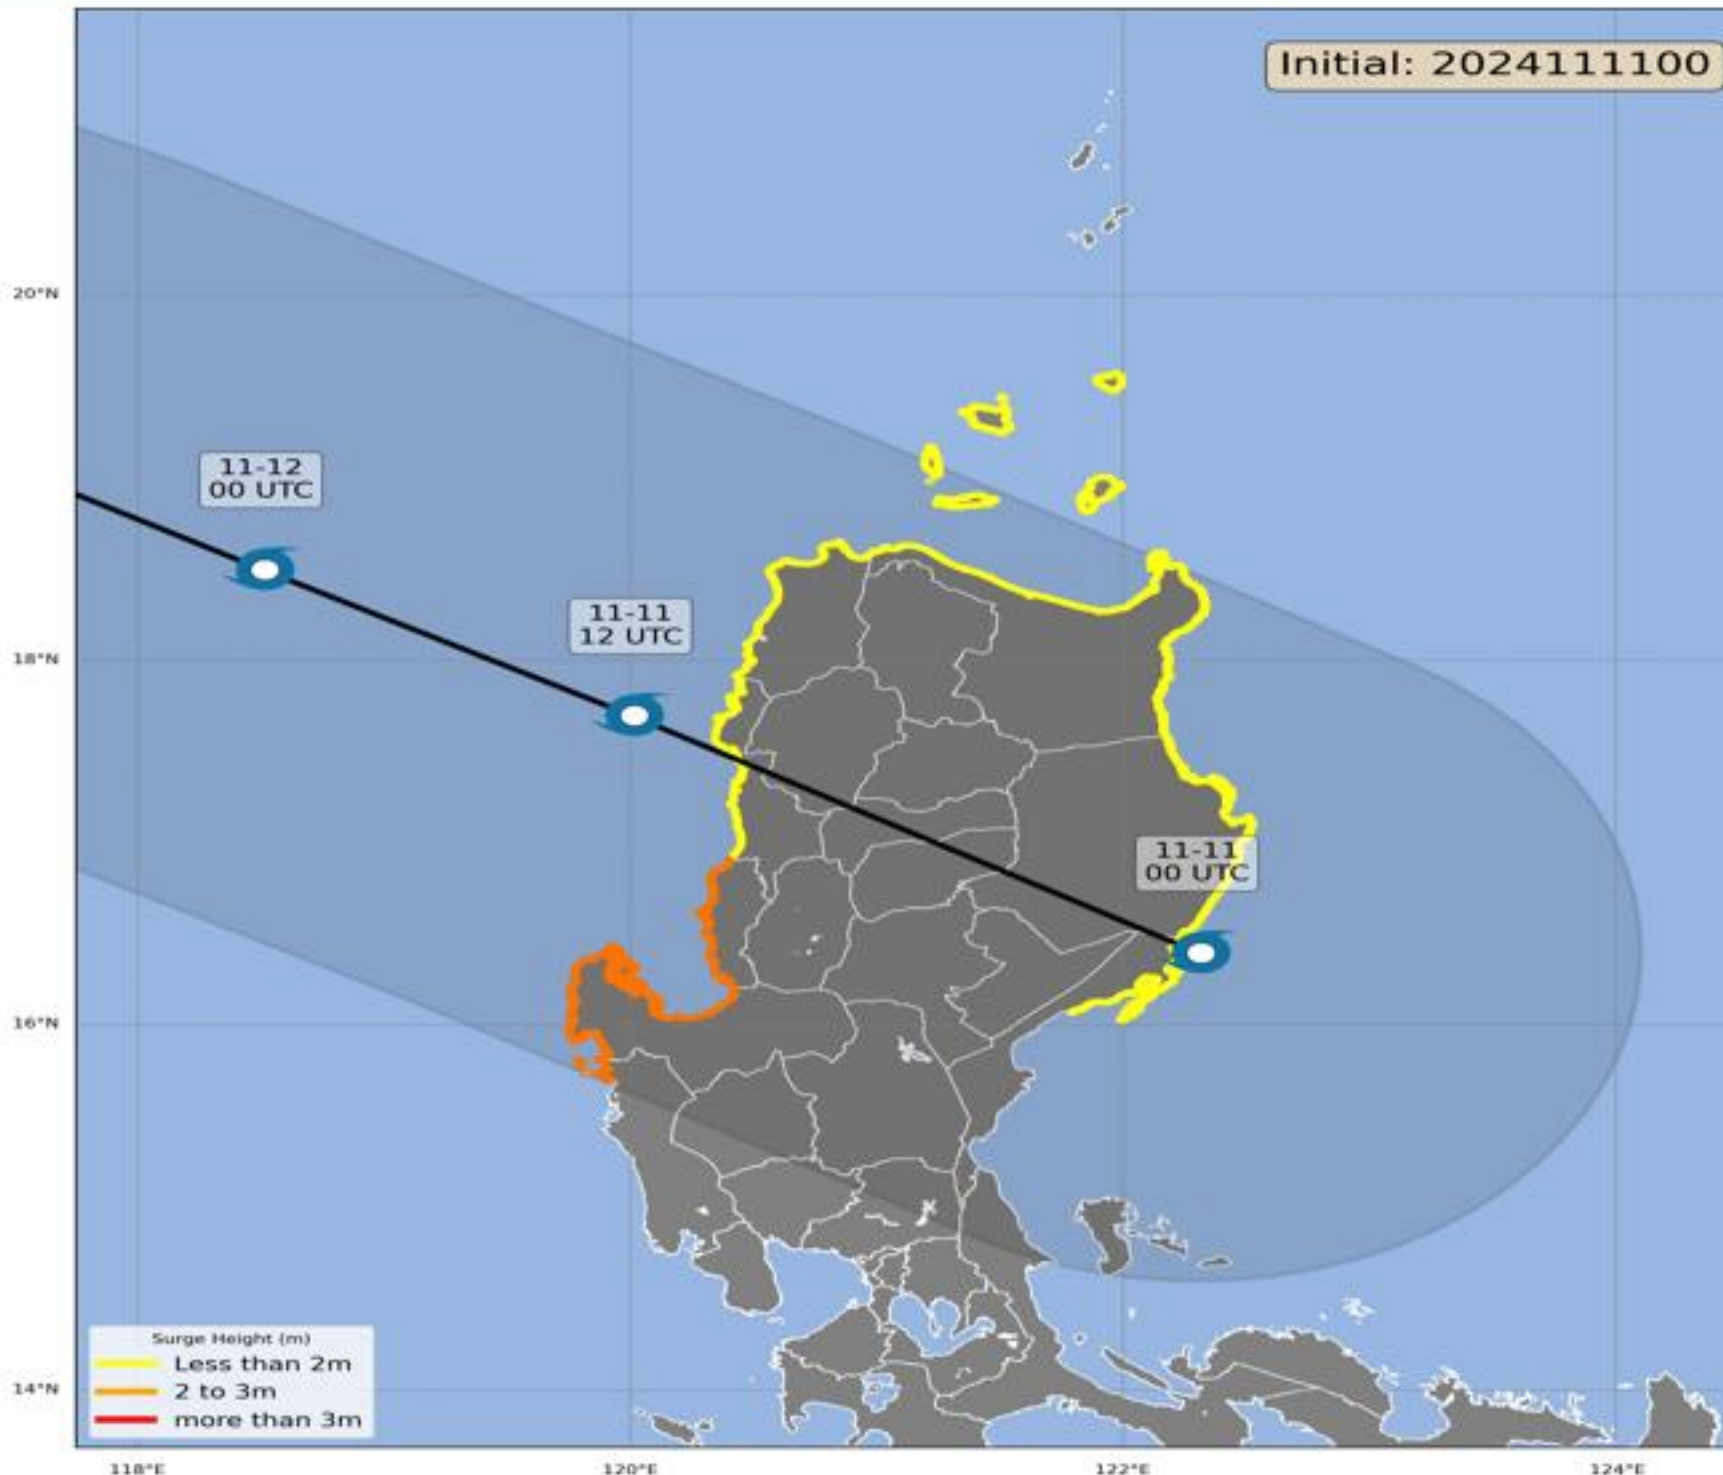 Initial: 2024111100
20°N
11-12
00 UTC
11-11
12 UTC
18°N
11-11
00 UTC
16°N
Surge Height (m)
Less than 2m
2 to 3m
more than 3m
14°N
118°E
120°E
122°E
124°E